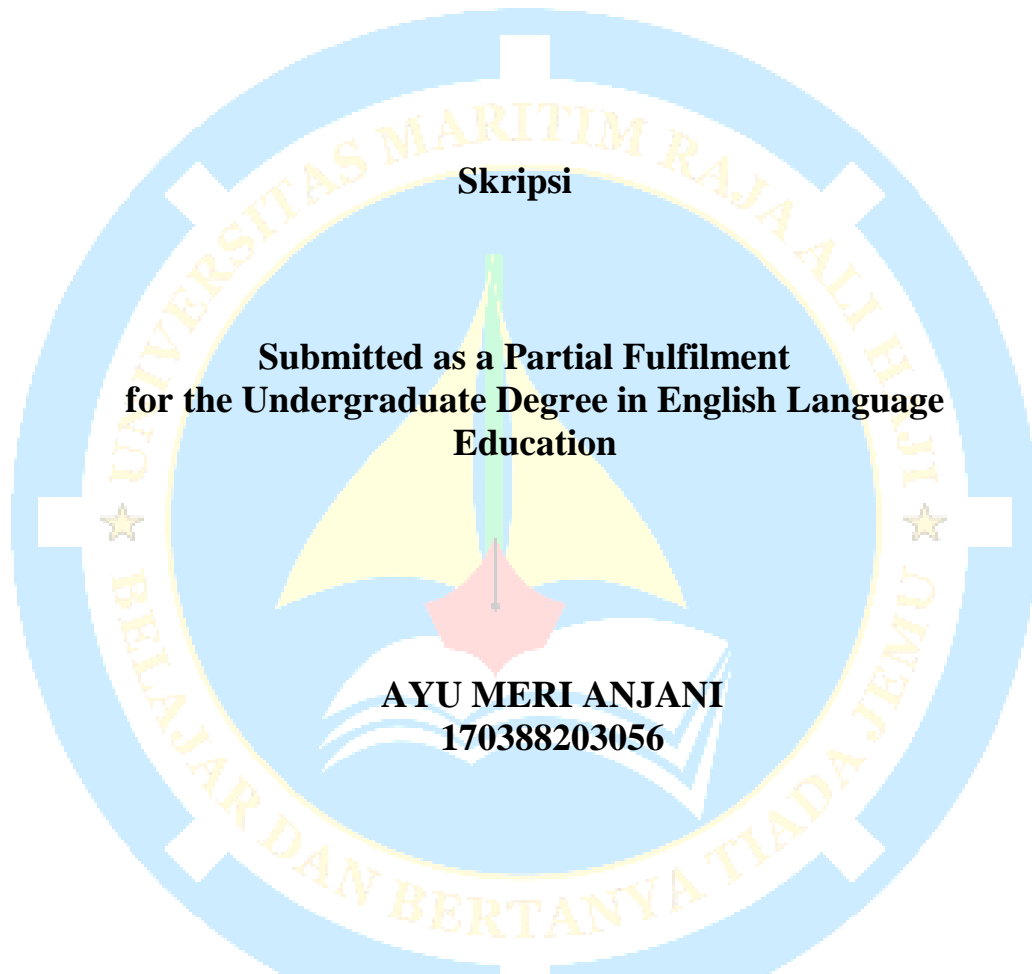 UNIVERSITAS MARITIM RAJA ALI HAJI
Skripsi
Submitted as a Partial Fulfilment
for the Undergraduate Degree in English Language
Education
AYU MERI ANJANI
170388203056
BELAJAR DAN BERTANYA TIADA JEMU